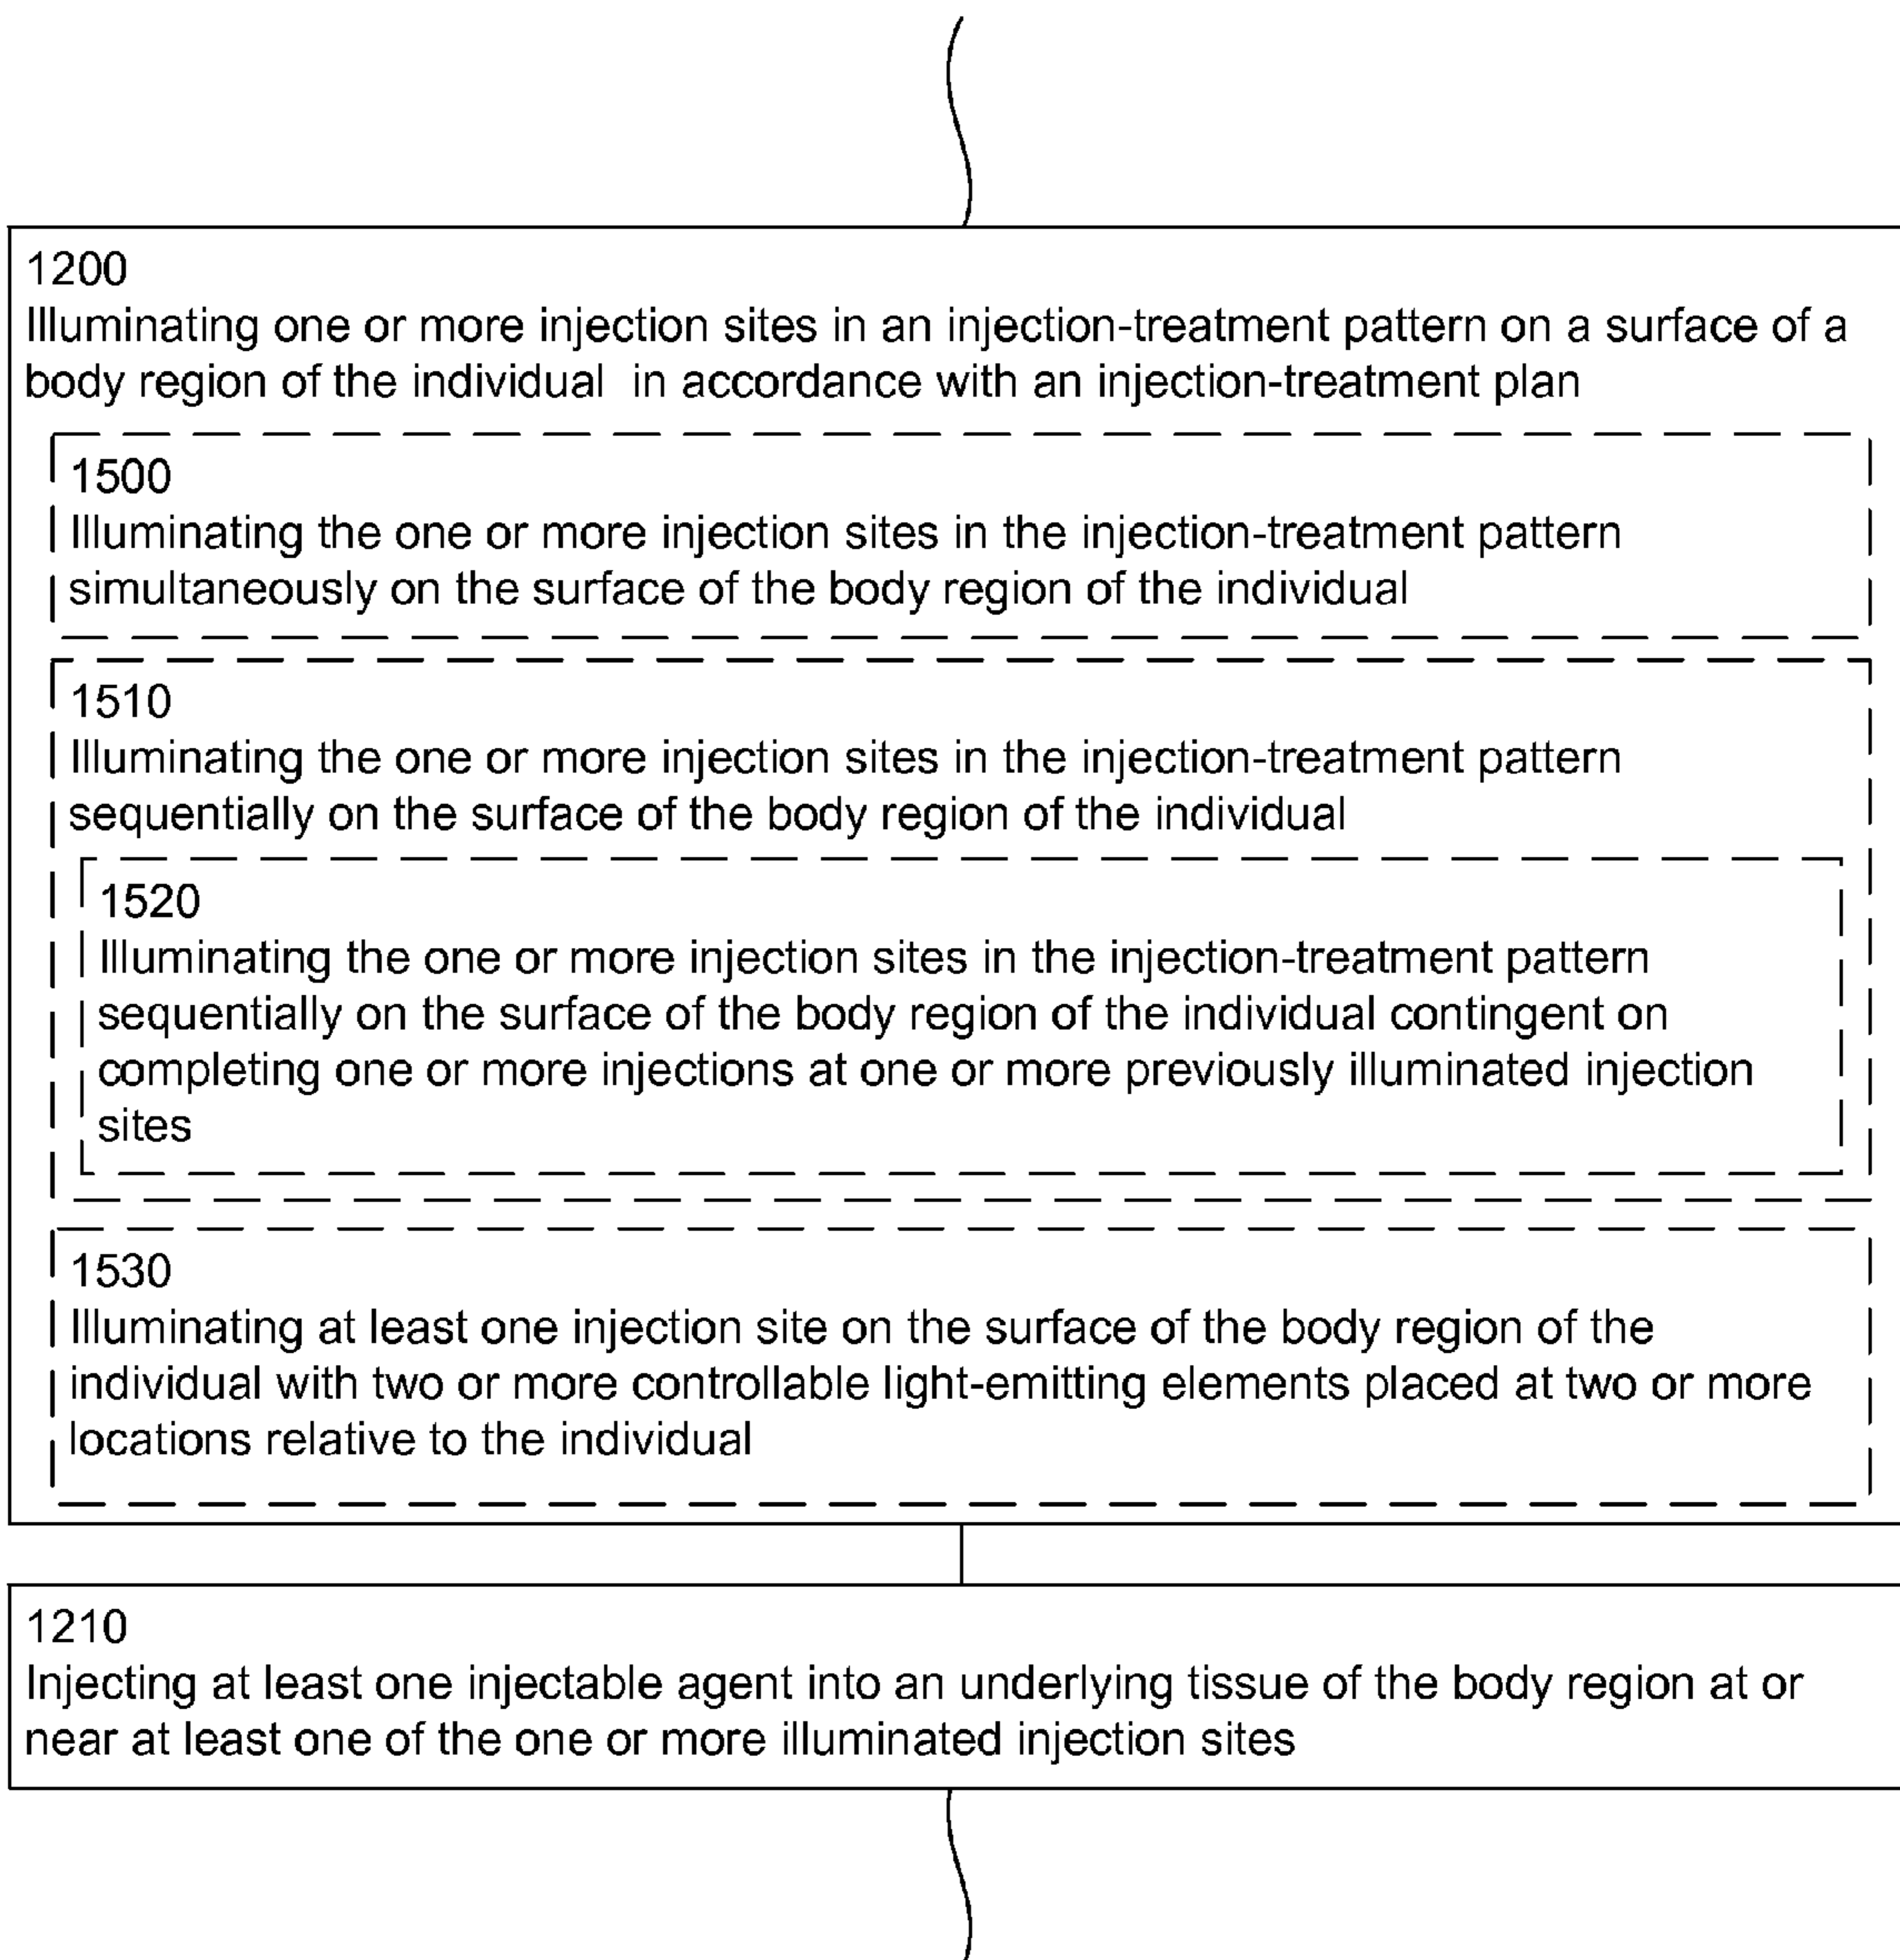 1200
Illuminating one or more injection sites in an injection-treatment pattern on a surface of a
body region of the individual in accordance with an injection-treatment plan
1500
Illuminating the one or more injection sites in the injection-treatment pattern
simultaneously on the surface of the body region of the individual
1510
Illuminating the one or more injection sites in the injection-treatment pattern
sequentially on the surface of the body region of the individual
1520
Illuminating the one or more injection sites in the injection-treatment pattern
sequentially on the surface of the body region of the individual contingent on
completing one or more injections at one or more previously illuminated injection
sites
1530
Illuminating at least one injection site on the surface of the body region of the
individual with two or more controllable light-emitting elements placed at two or more
locations relative to the individual
1210
Injecting at least one injectable agent into an underlying tissue of the body region at or
near at least one of the one or more illuminated injection sites